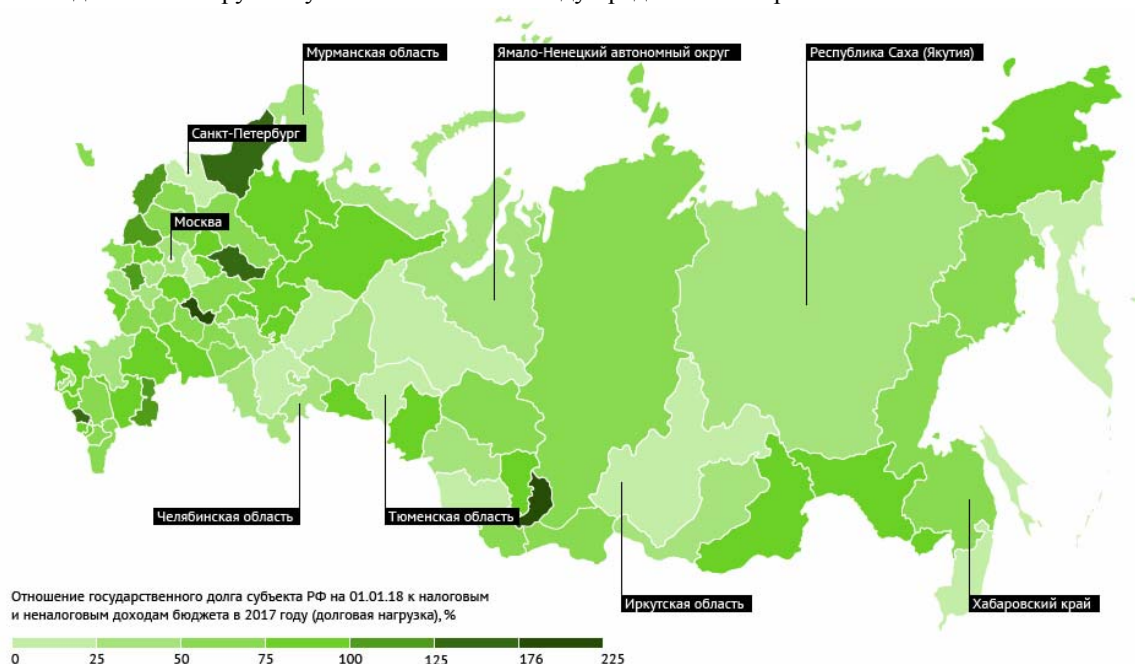 Мурманская область
Ямало-Ненецкий автономный округ
Республика Саха (Якутия)
Санкт-Петербург
Москва
Челябинская область
Тюменская область
Иркутская область
Хабаровский край
Отношение государственного долга субъекта РФ на 01.01.18 к налоговым
и неналоговым доходам бюджета в 2017 году (долговая нагрузка), %
0 25 50 75 100 125 176 225